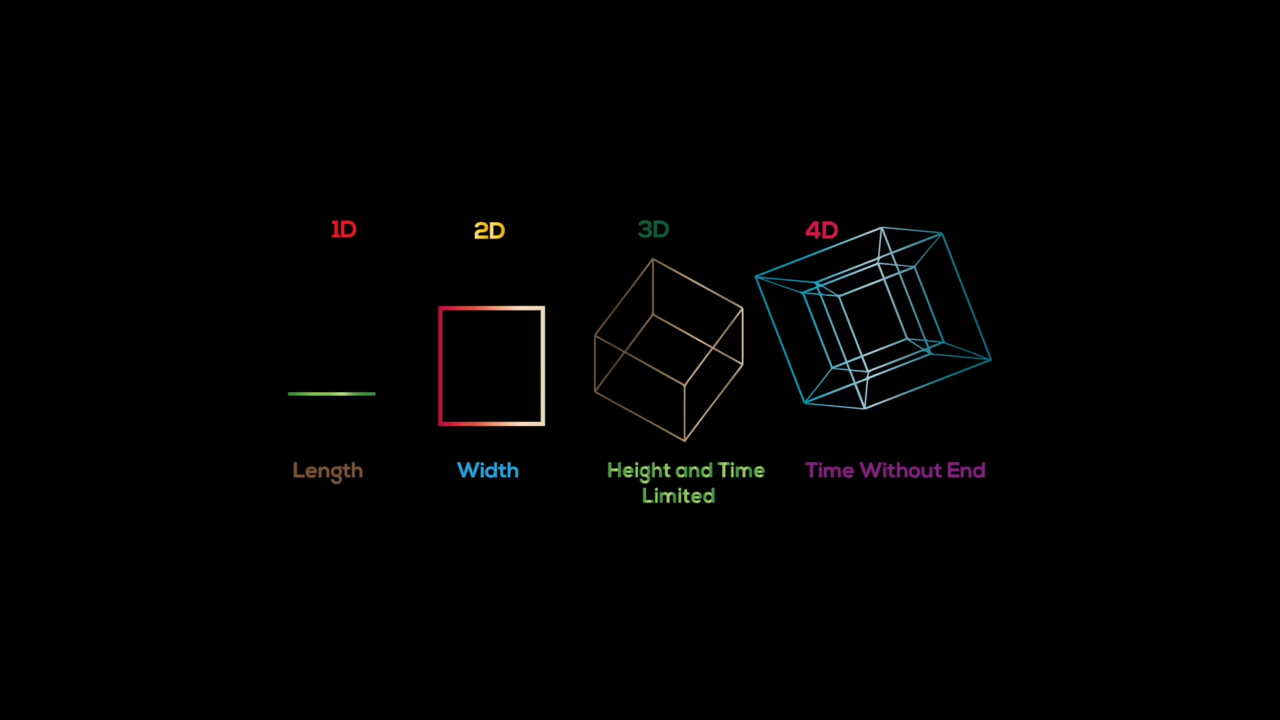 1D
2D
3D
4D
Length
Width
Height and Time
Limited
Time Without End